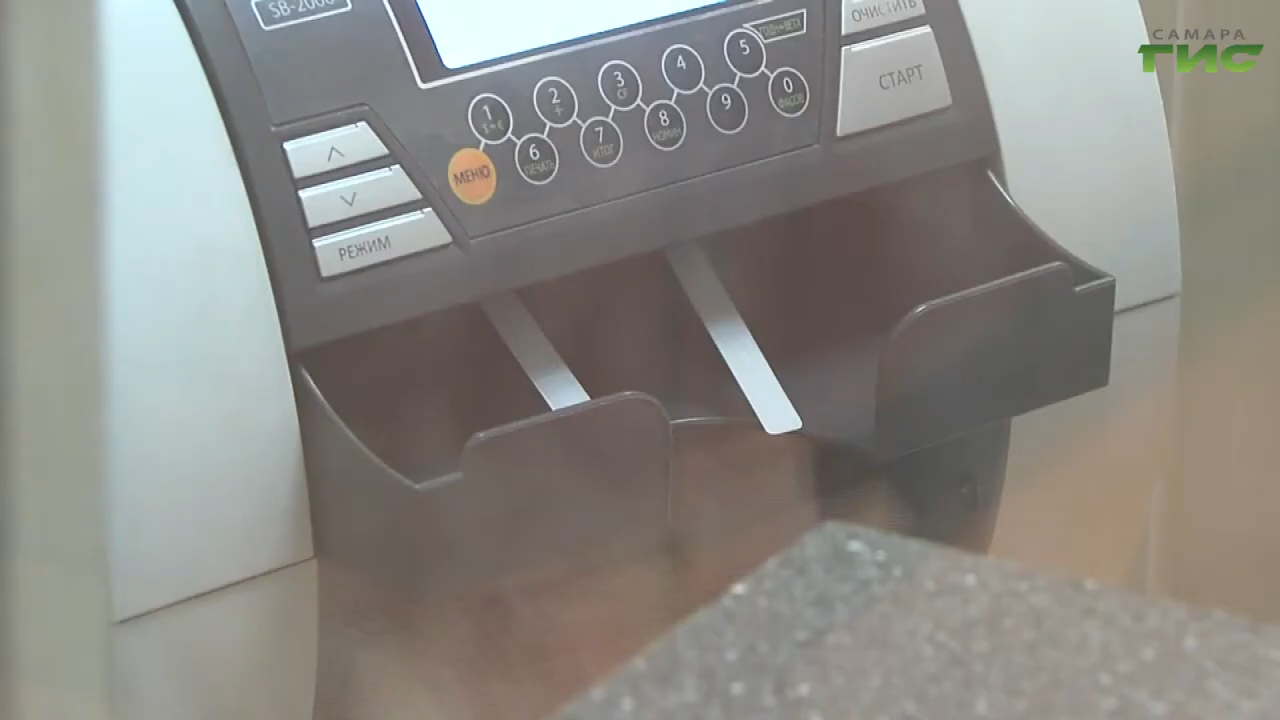 SB-2000
ОЧИСТИТЬ
САМАРА
ТИС
СТАРТ
1
2
+
3
CF
4
5
6
ПЕЧАТЬ
7
ИТОГ
8
НОМИН
9
0
ФАСОВ
МЕНЮ
РЕЖИМ